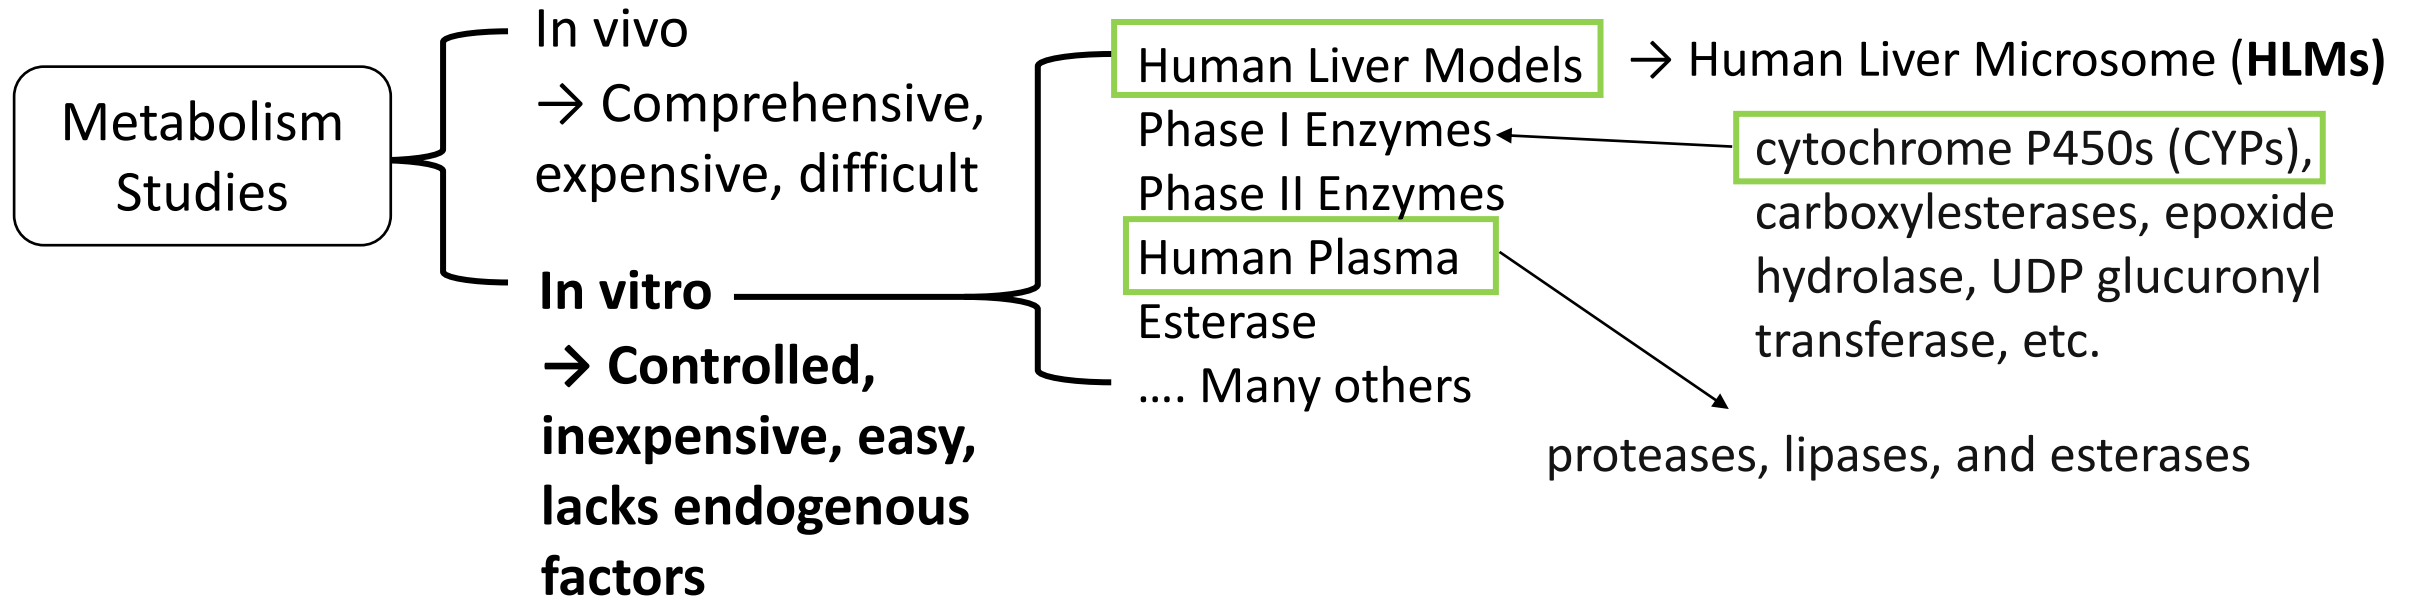 Metabolism
Studies
In vivo
→ Comprehensive,
expensive, difficult
In vitro
→ Controlled,
inexpensive, easy,
lacks endogenous
factors
Human Liver Models
Phase I Enzymes
Phase II Enzymes
Human Plasma
Esterase
.... Many others
→ Human Liver Microsome (HLMs)
cytochrome P450s (CYPs),
carboxylesterases, epoxide
hydrolase, UDP glucuronyl
transferase, etc.
proteases, lipases, and esterases